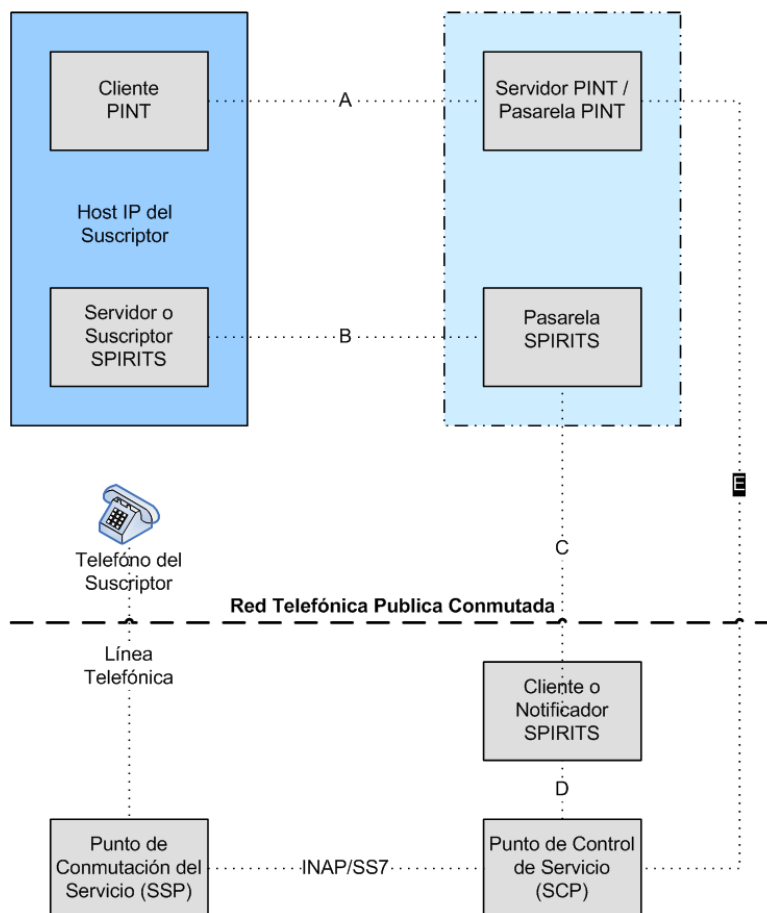 Cliente
PINT
A
Servidor PINT /
Pasarela PINT
Host IP del
Suscriptor
Servidor o
Suscriptor
SPIRITS
B
Pasarela
SPIRITS
E
C
Telefóno del
Suscriptor
Red Telefónica Publica Conmutada
Línea
Telefónica
Cliente o
Notificador
SPIRITS
D
Punto de
Conmutación del
Servicio (SSP)
INAP/SS7
Punto de Control
de Servicio
(SCP)